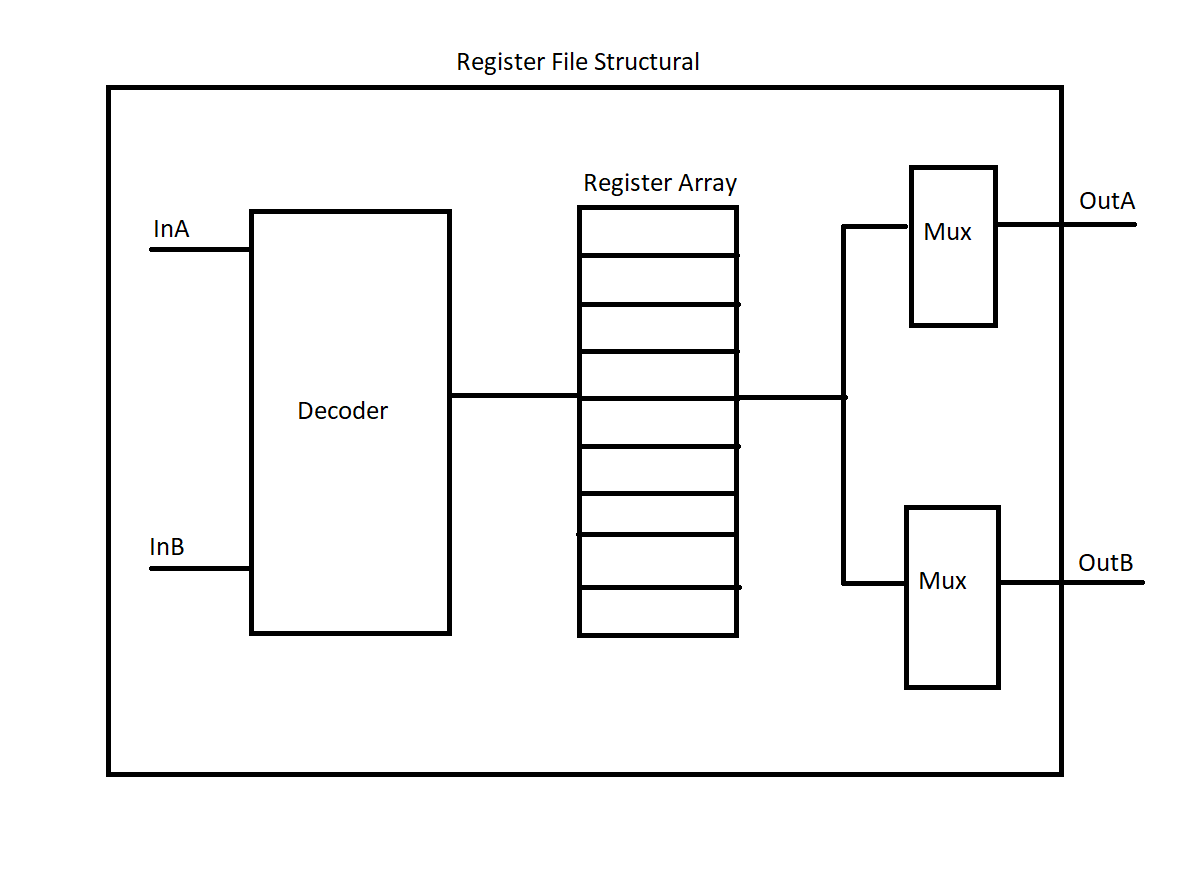 Register File Structural
Register Array
InA
Mux
OutA
Decoder
InB
Mux
OutB